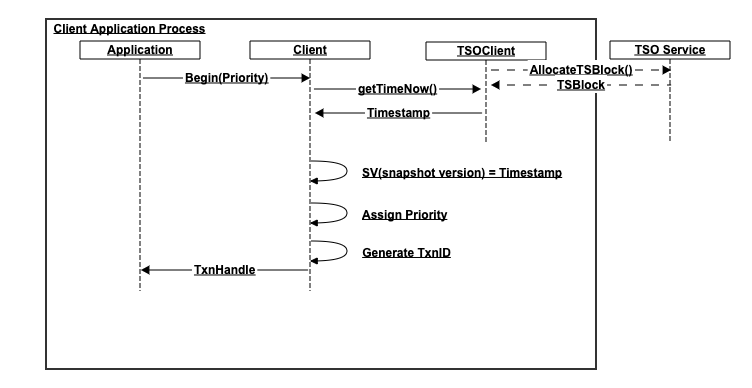 Client Application Process
Application
Client
TSOClient
TSO Service
AllocateTSBlock()
Begin(Priority)
TSBlock
getTimeNow()
Timestamp
SV(snapshot version) = Timestamp
Assign Priority
Generate TxnID
TxnHandle